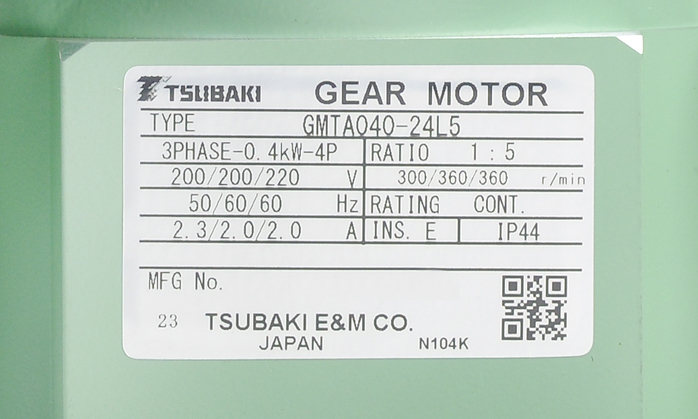 TSUBAKI GEAR MOTOR
TYPE GMTA040-24L5
3PHASE-0.4kW-4P RATIO 1:5
200/200/220 V 300/360/360 r/min
50/60/60 Hz RATING CONT.
2.3/2.0/2.0 A INS. E IP44
MFG No.
23 TSUBAKI E&M CO.
JAPAN N104K